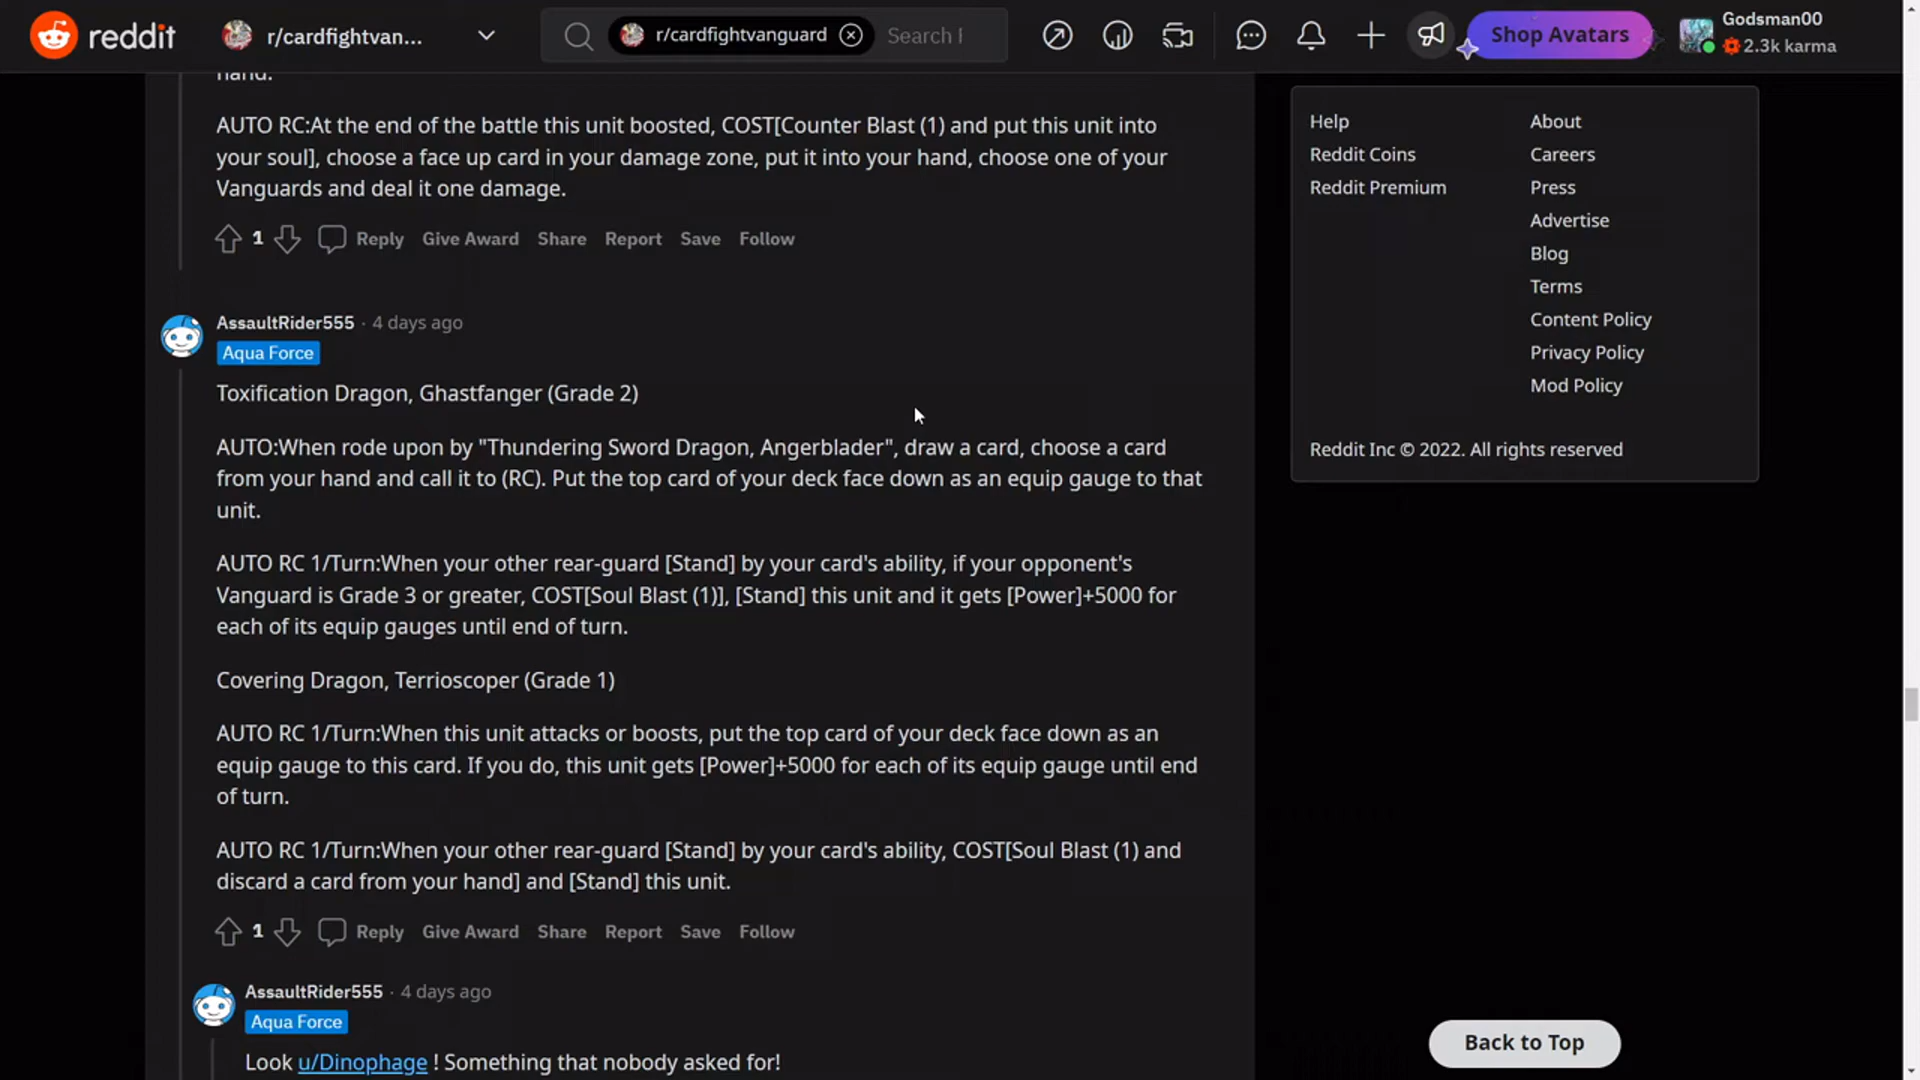 reddit
r/cardfightvan...
r/cardfightvanguard
Search
Shop Avatars
Godsman00
2.3k karma
hand.
AUTO RC:At the end of the battle this unit boosted, COST[Counter Blast (1) and put this unit into
your soul], choose a face up card in your damage zone, put it into your hand, choose one of your
Vanguards and deal it one damage.
1 Reply Give Award Share Report Save Follow
AssaultRider555 · 4 days ago
Aqua Force
Toxification Dragon, Ghastfanger (Grade 2)
AUTO:When rode upon by "Thundering Sword Dragon, Angerblader", draw a card, choose a card
from your hand and call it to (RC). Put the top card of your deck face down as an equip gauge to that
unit.
AUTO RC 1/Turn:When your other rear-guard [Stand] by your card's ability, if your opponent's
Vanguard is Grade 3 or greater, COST[Soul Blast (1)], [Stand] this unit and it gets [Power]+5000 for
each of its equip gauges until end of turn.
Covering Dragon, Terrioscoper (Grade 1)
AUTO RC 1/Turn:When this unit attacks or boosts, put the top card of your deck face down as an
equip gauge to this card. If you do, this unit gets [Power]+5000 for each of its equip gauge until end
of turn.
AUTO RC 1/Turn:When your other rear-guard [Stand] by your card's ability, COST[Soul Blast (1) and
discard a card from your hand] and [Stand] this unit.
1 Reply Give Award Share Report Save Follow
AssaultRider555 · 4 days ago
Aqua Force
Look u/Dinophage ! Something that nobody asked for!
Help
Reddit Coins
Reddit Premium
About
Careers
Press
Advertise
Blog
Terms
Content Policy
Privacy Policy
Mod Policy
Reddit Inc © 2022. All rights reserved
Back to Top